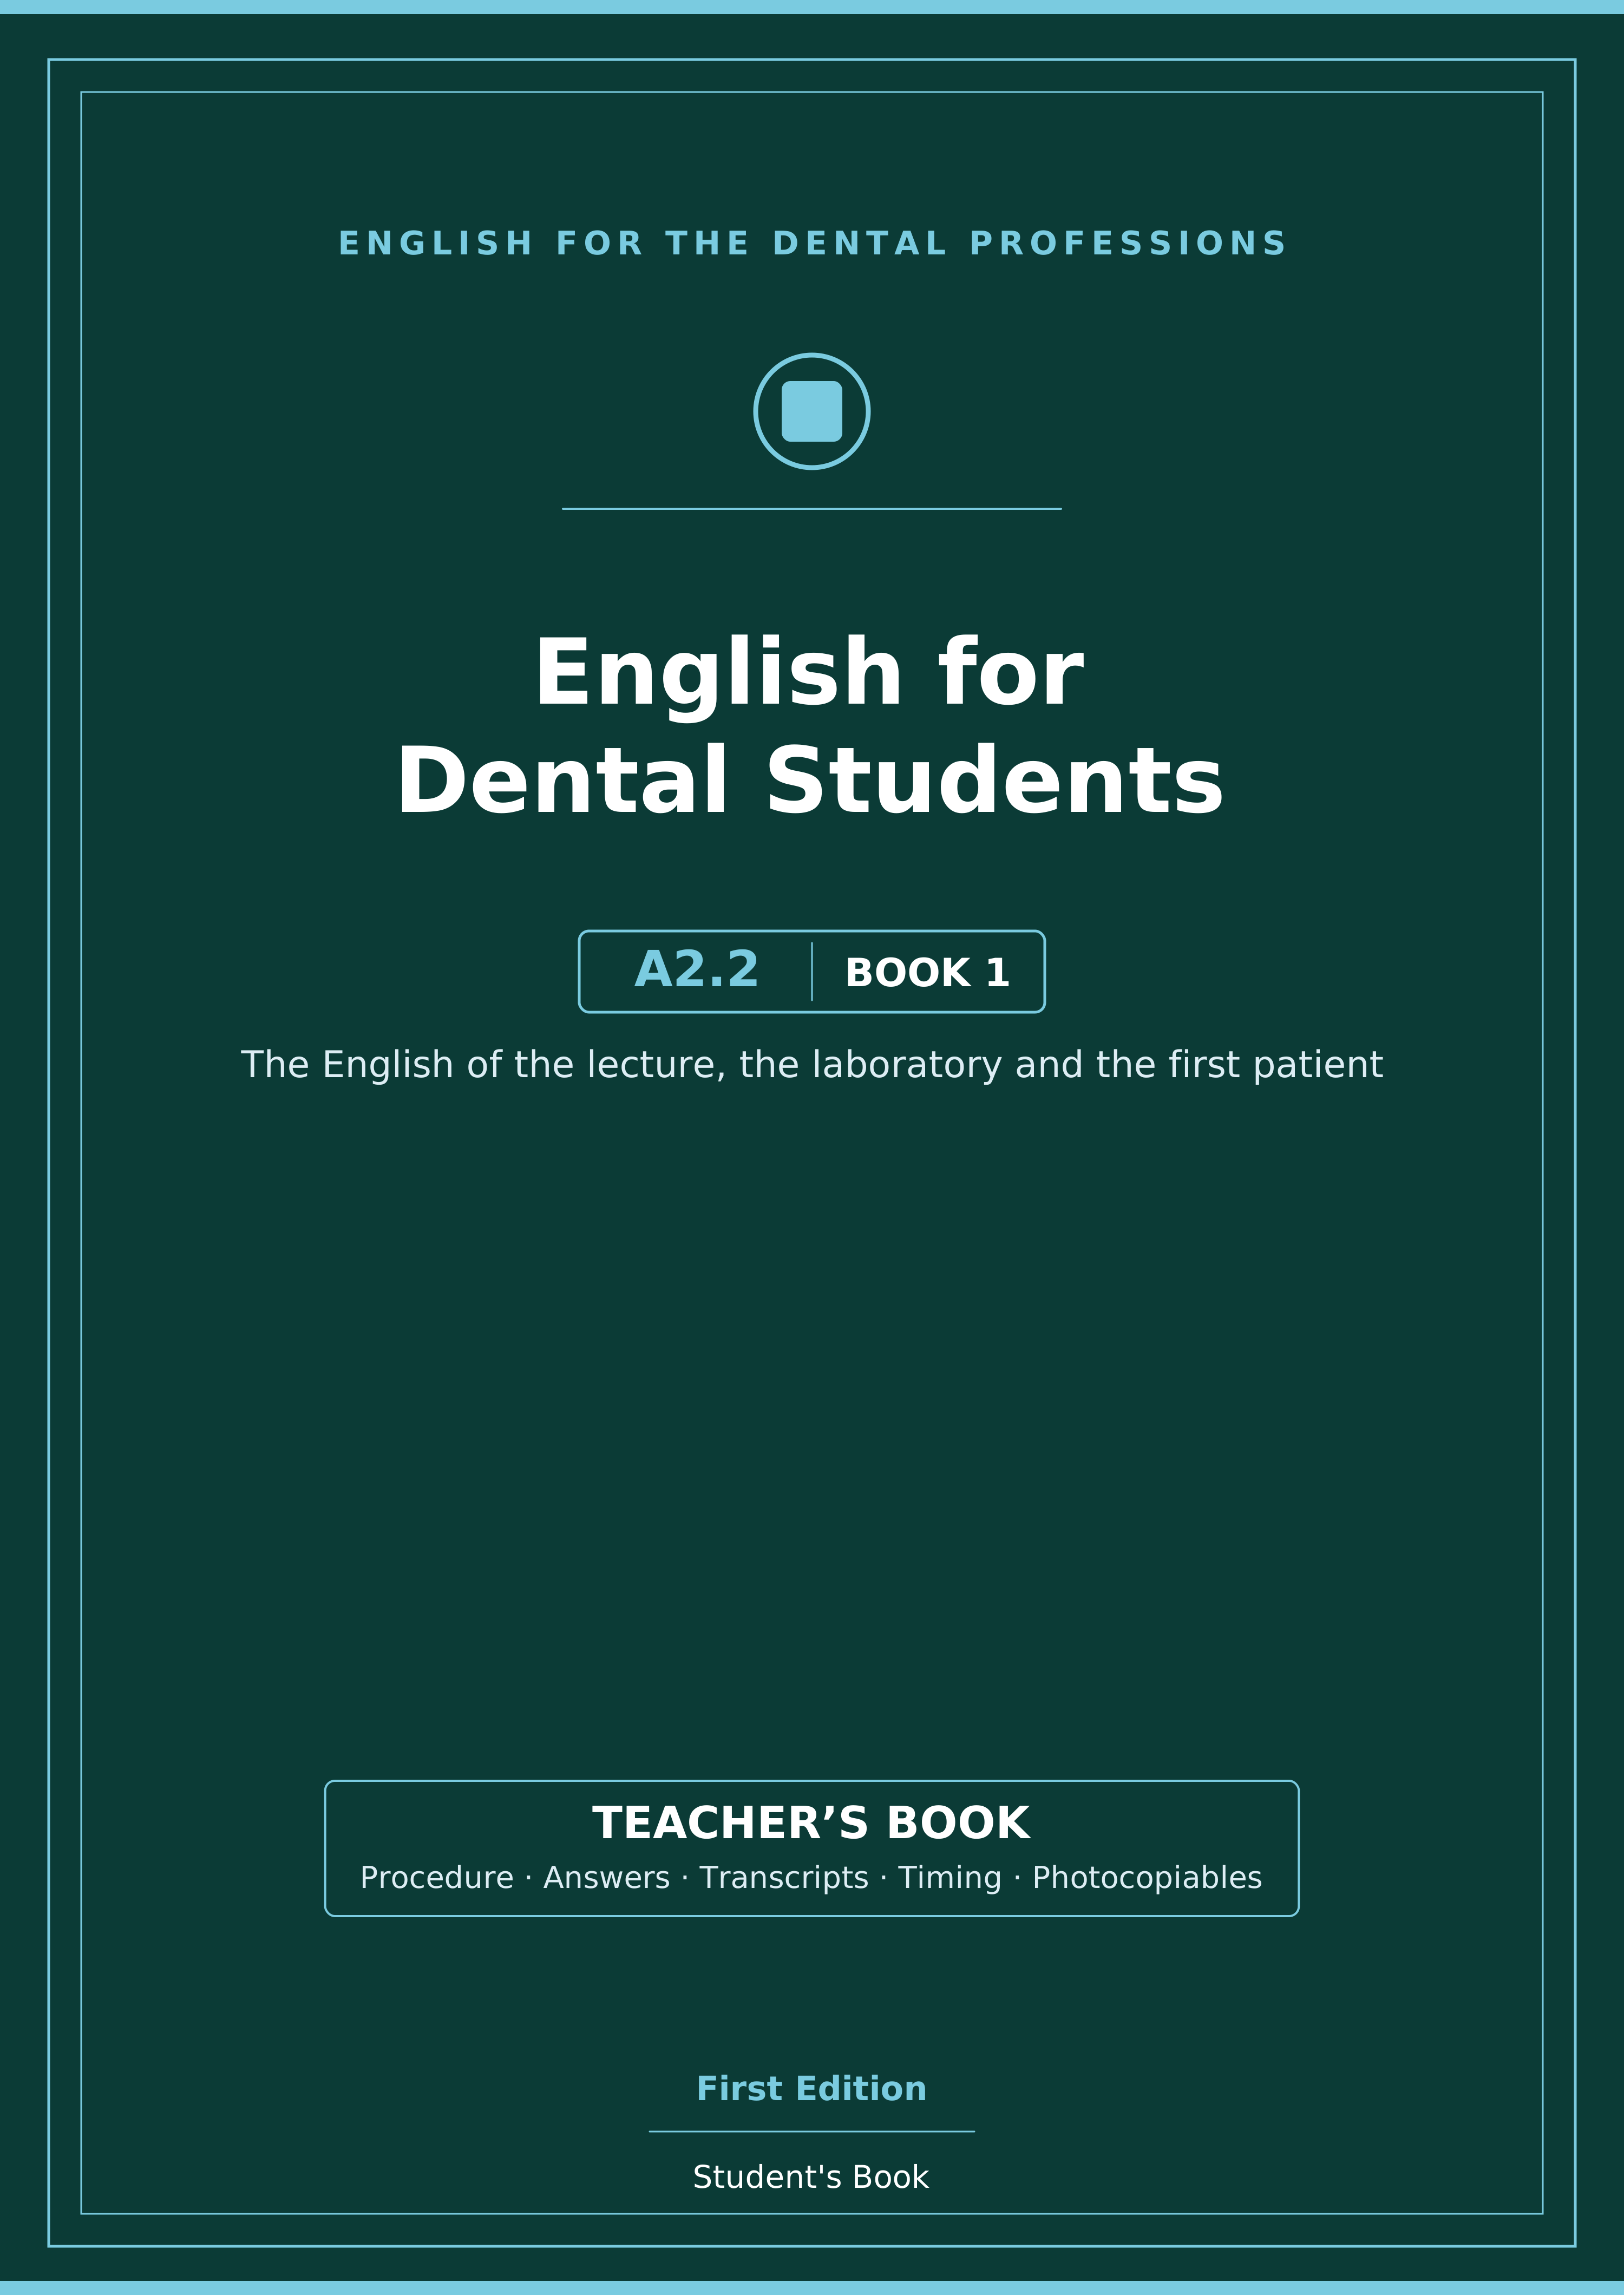 ENGLISH FOR THE DENTAL PROFESSIONS
English for
Dental Students
A2.2
BOOK 1
The English of the lecture, the laboratory and the first patient
TEACHER’S BOOK
Procedure · Answers · Transcripts · Timing · Photocopiables
First Edition
Student's Book